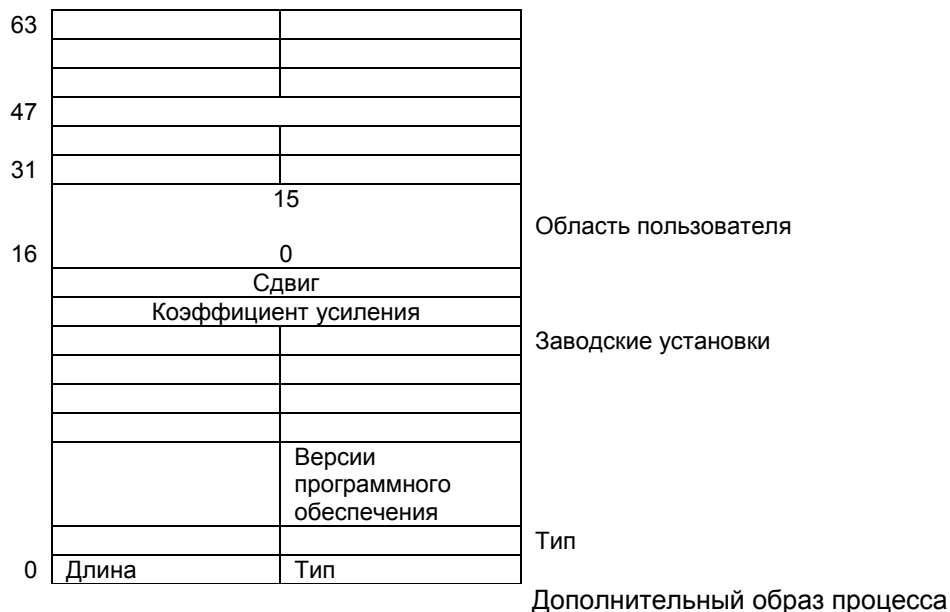 63
47
31
15
Область пользователя
16 0
Сдвиг
Коэффициент усиления
Заводские установки
Версии
программного
обеспечения
Тип
0 Длина Тип
Дополнительный образ процесса